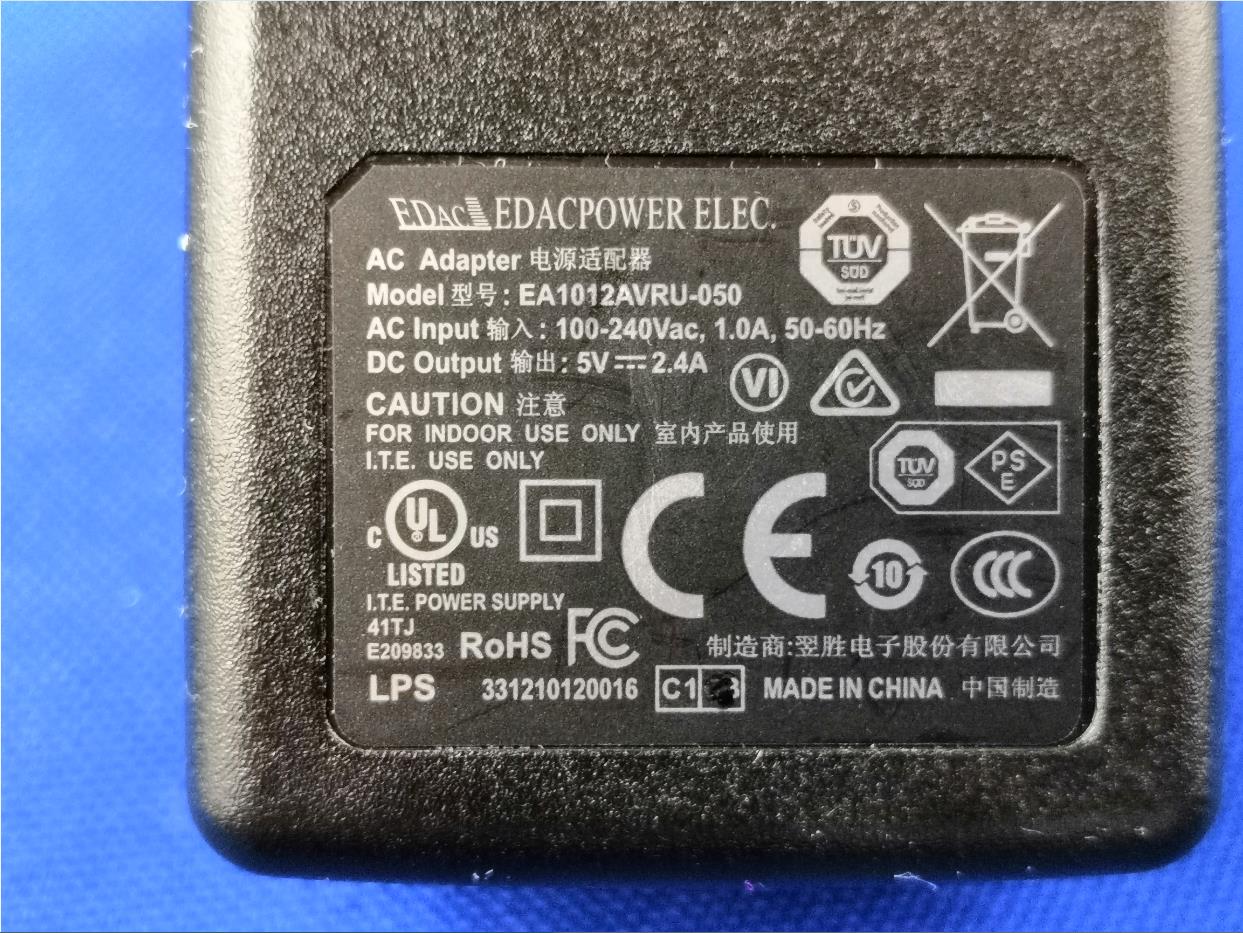 EDAC EDACPOWER ELEC.
AC Adapter 电源适配器
Model 型号: EA1012AVRU-050
AC Input 输入: 100-240Vac, 1.0A, 50-60Hz
DC Output 输出: 5V⎓2.4A
CAUTION 注意
FOR INDOOR USE ONLY 室内产品使用
I.T.E. USE ONLY
TÜV
SÜD
VI
TÜV
SÜD
PS
E
C UL US
LISTED
CE
10
CCC
I.T.E. POWER SUPPLY
41TJ
E209833
RoHS FC
制造商:翌胜电子股份有限公司
LPS 331210120016 C1 MADE IN CHINA 中国制造